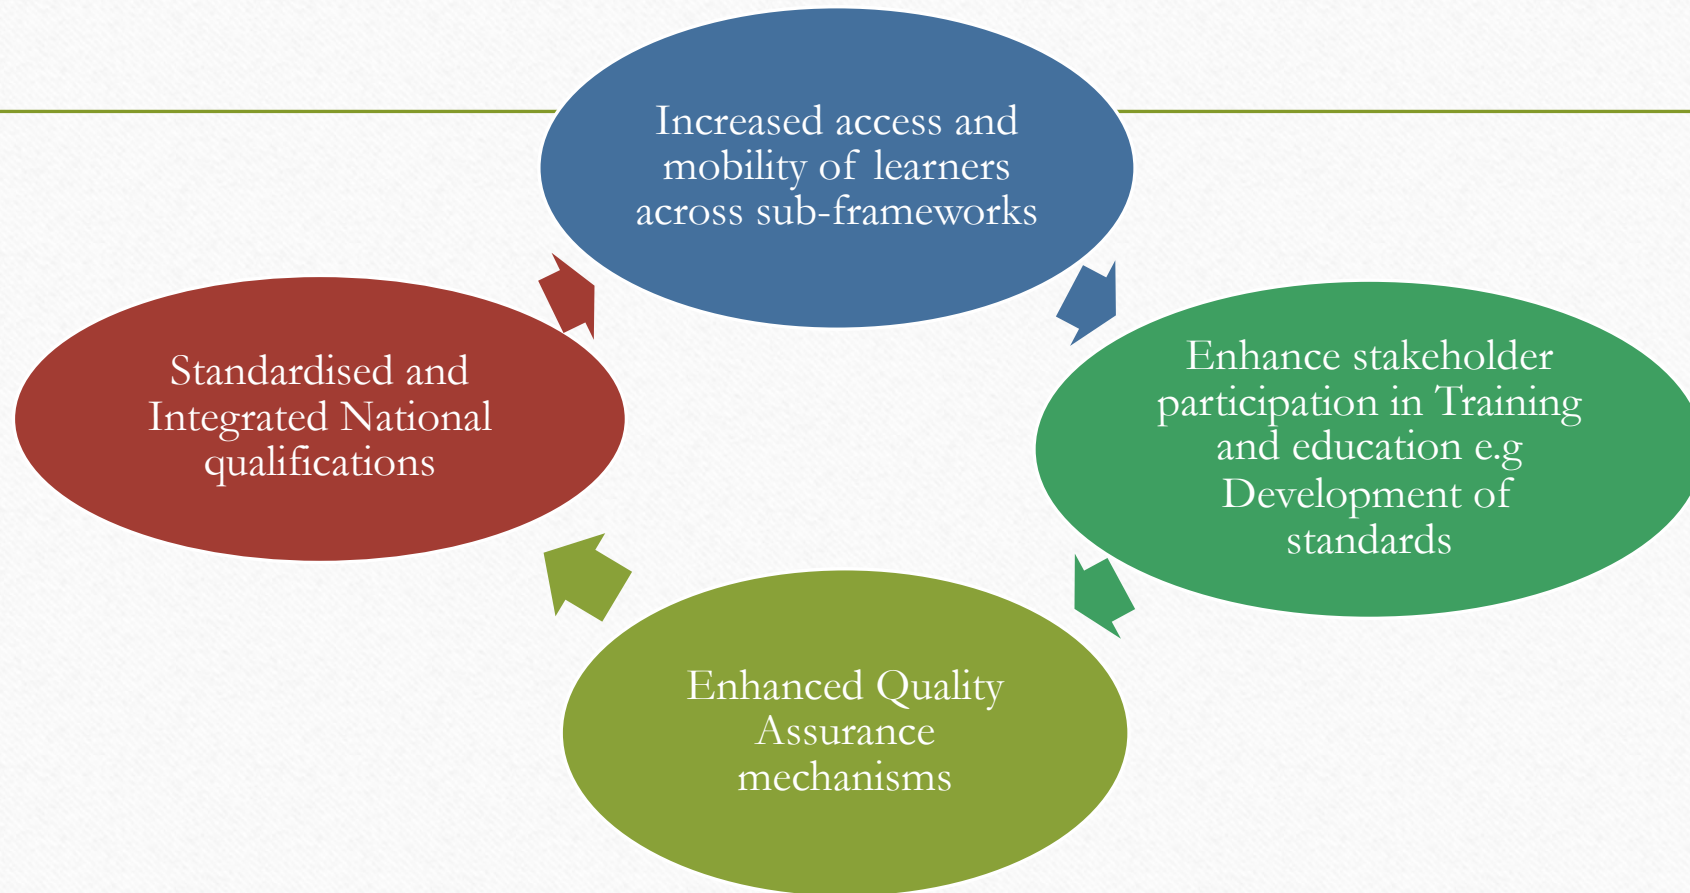 Increased access and
mobility of learners
across sub-frameworks
Enhance stakeholder
participation in Training
and education e.g
Development of
standards
Enhanced Quality
Assurance
mechanisms
Standardised and
Integrated National
qualifications